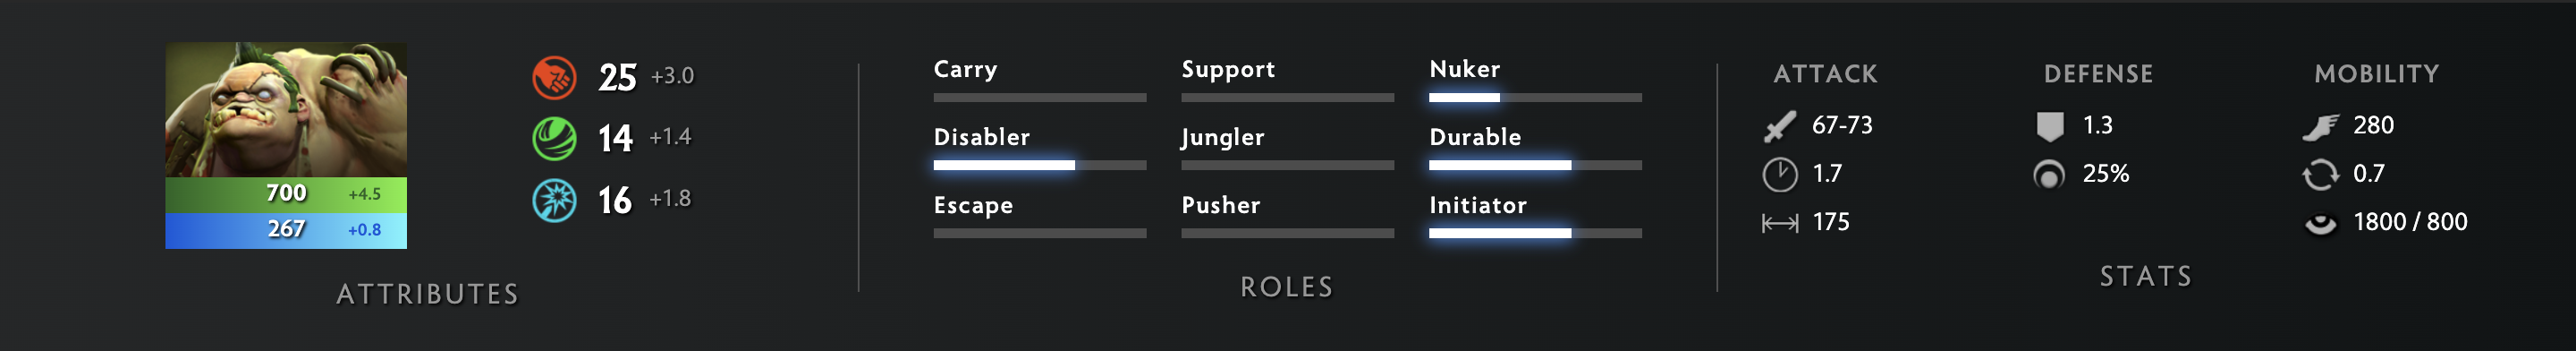 700 +4.5
267 +0.8
25 +3.0
14 +1.4
16 +1.8
ATTRIBUTES
Carry Support Nuker
Disabler Jungler Durable
Escape Pusher Initiator
ROLES
ATTACK DEFENSE MOBILITY
67-73 1.3 280
1.7 25% 0.7
175 1800 / 800
STATS